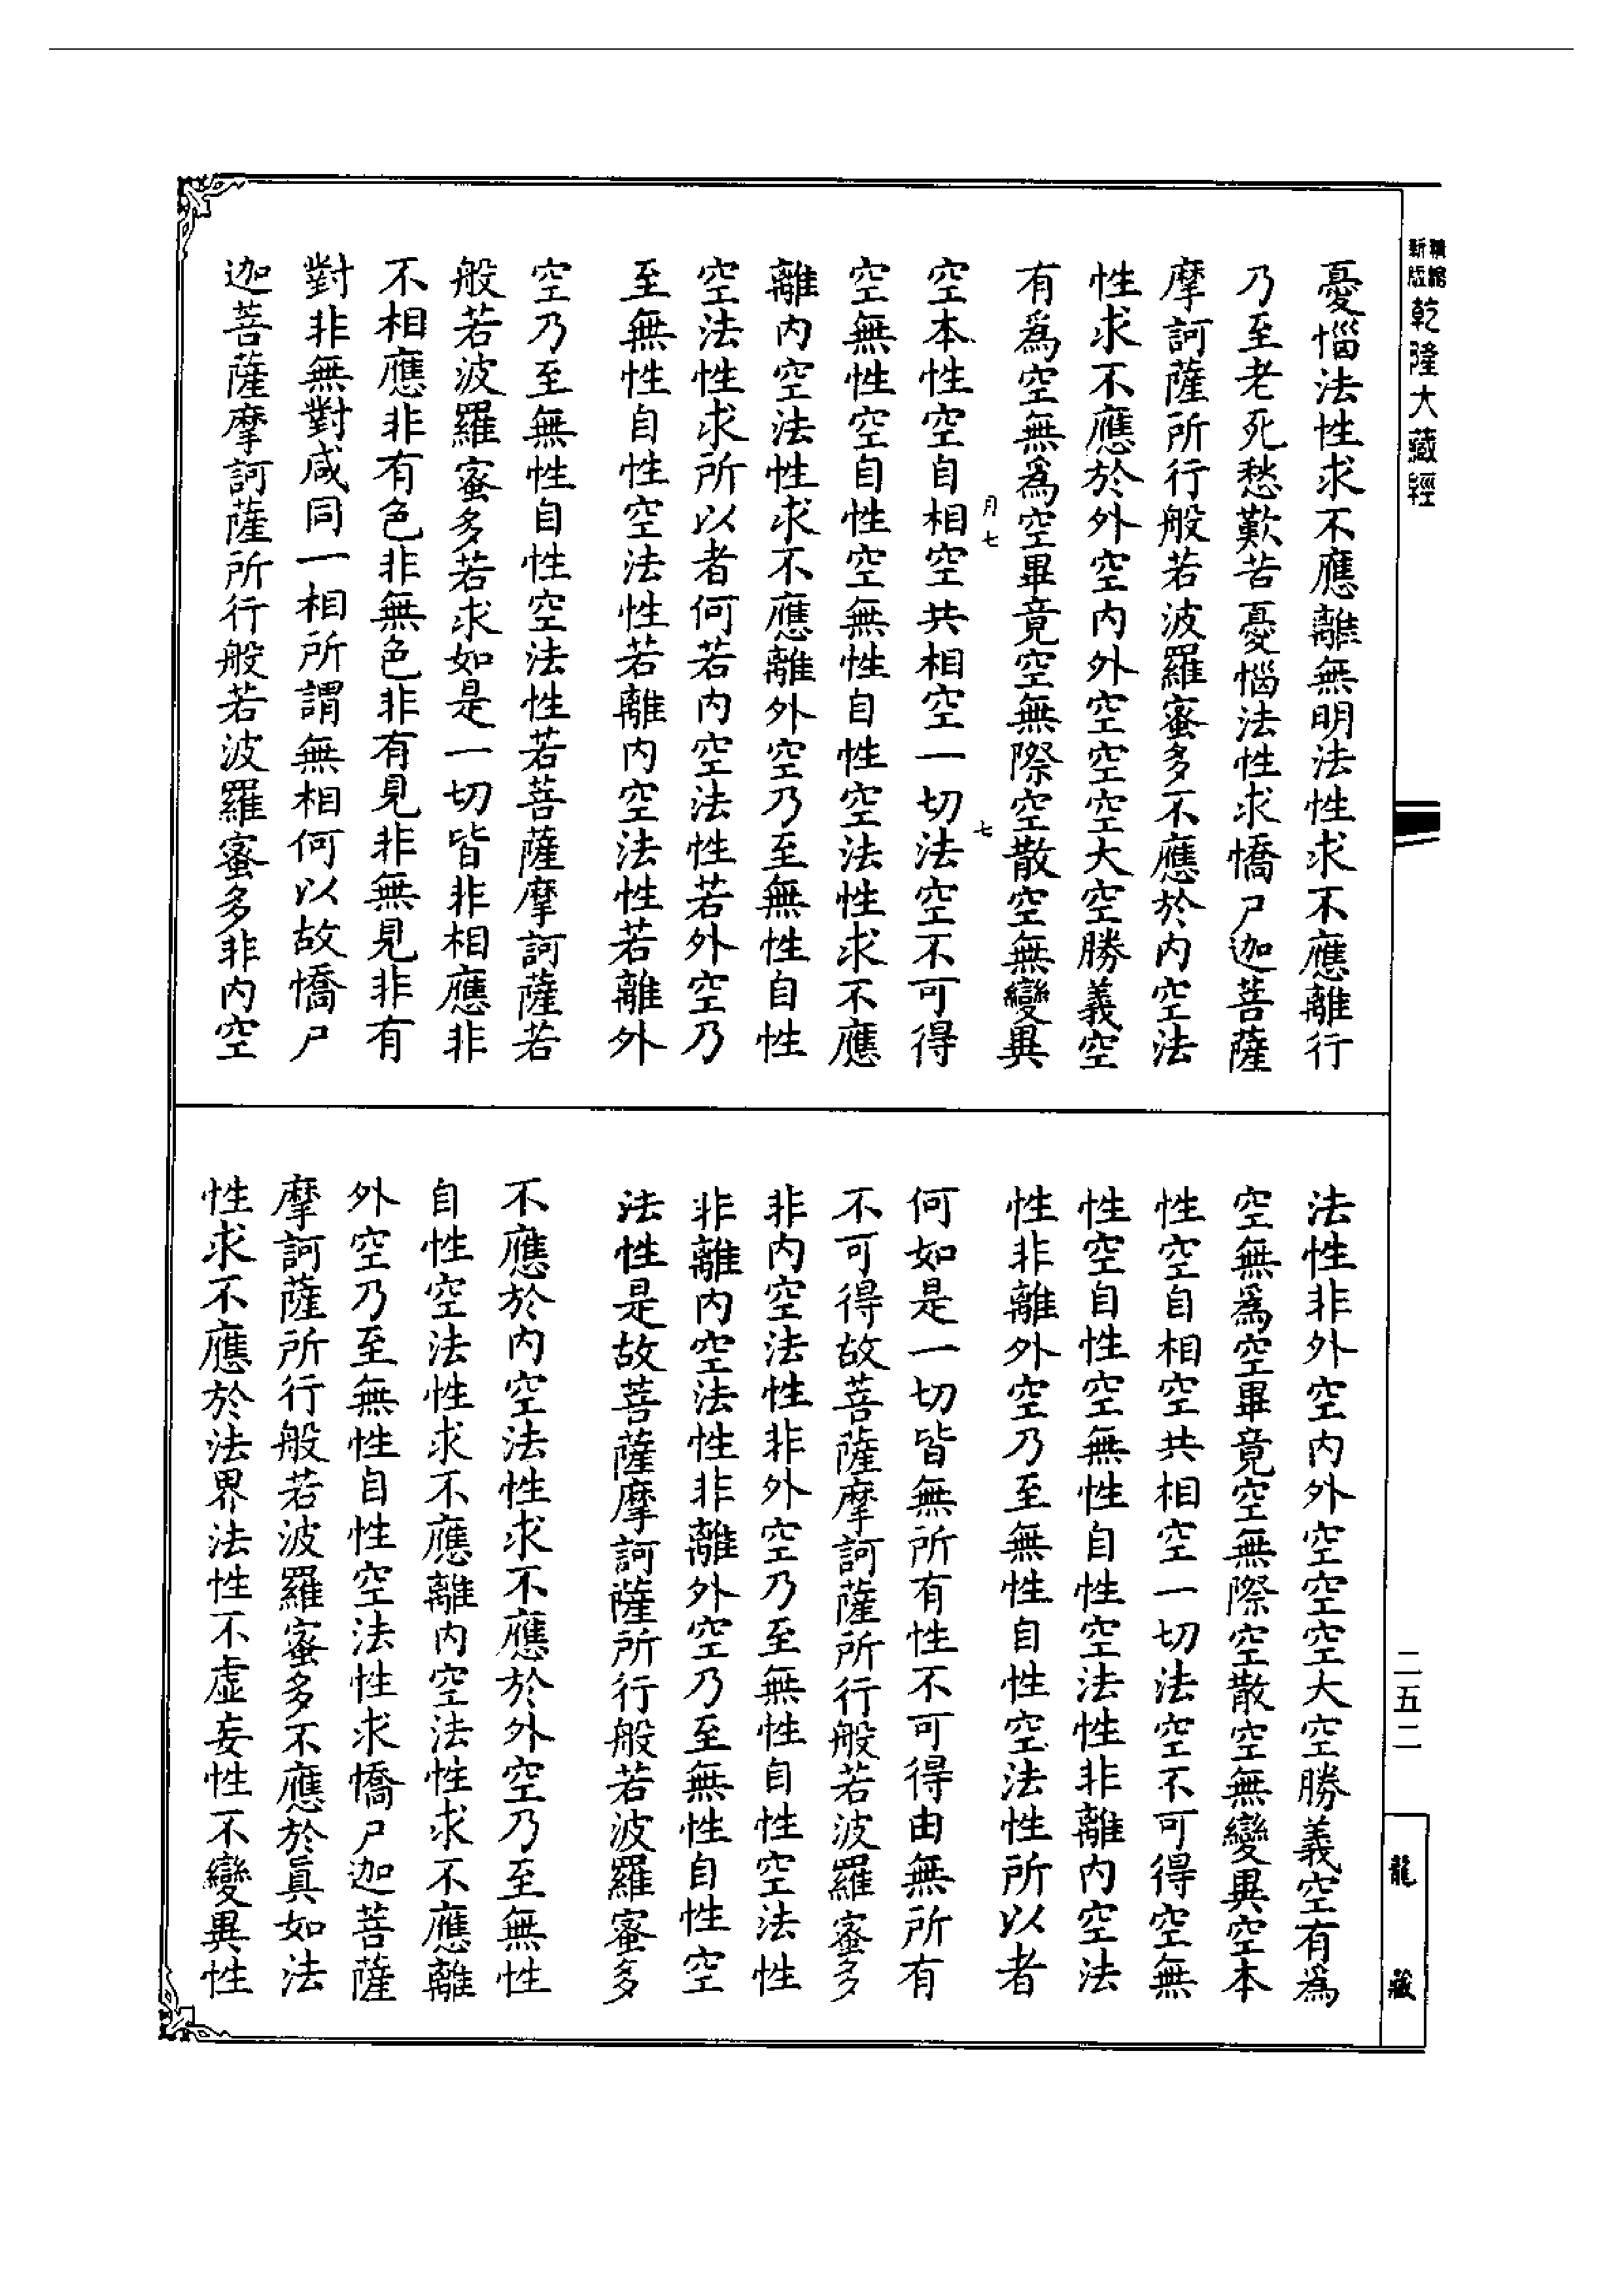 精縮
新版
乾隆大藏經
憂惱法性求不應離無明法性求不應離行
乃至老死愁歎苦憂惱法性求憍尸迦菩薩
摩訶薩所行般若波羅蜜多不應於內空法
性求不應於外空內外空空空大空勝義空
有爲空無爲空畢竟空無際空散空無變異
月七
七
空本性空自相空共相空一切法空不可得
空無性空自性空無性自性空法性求不應
離內空法性求不應離外空乃至無性自性
空法性求所以者何若內空法性若外空乃
至無性自性空法性若離內空法性若離外
空乃至無性自性空法性若菩薩摩訶薩若
般若波羅蜜多若求如是一切皆非相應非
不相應非有色非無色非有見非無見非有
對非無對咸同一相所謂無相何以故憍尸
迦菩薩摩訶薩所行般若波羅蜜多非內空
法性非外空內外空空空大空勝義空有爲
空無爲空畢竟空無際空散空無變異空本
性空自相空共相空一切法空不可得空無
性空自性空無性自性空法性非離內空法
性非離外空乃至無性自性空法性所以者
何如是一切皆無所有性不可得由無所有
不可得故菩薩摩訶薩所行般若波羅蜜多
非內空法性非外空乃至無性自性空法性
非離內空法性非離外空乃至無性自性空
法性是故菩薩摩訶薩所行般若波羅蜜多
不應於內空法性求不應於外空乃至無性
自性空法性求不應離內空法性求不應離
外空乃至無性自性空法性求憍尸迦菩薩
摩訶薩所行般若波羅蜜多不應於眞如法
性求不應於法界法性不虛妄性不變異性
二五二
龍藏